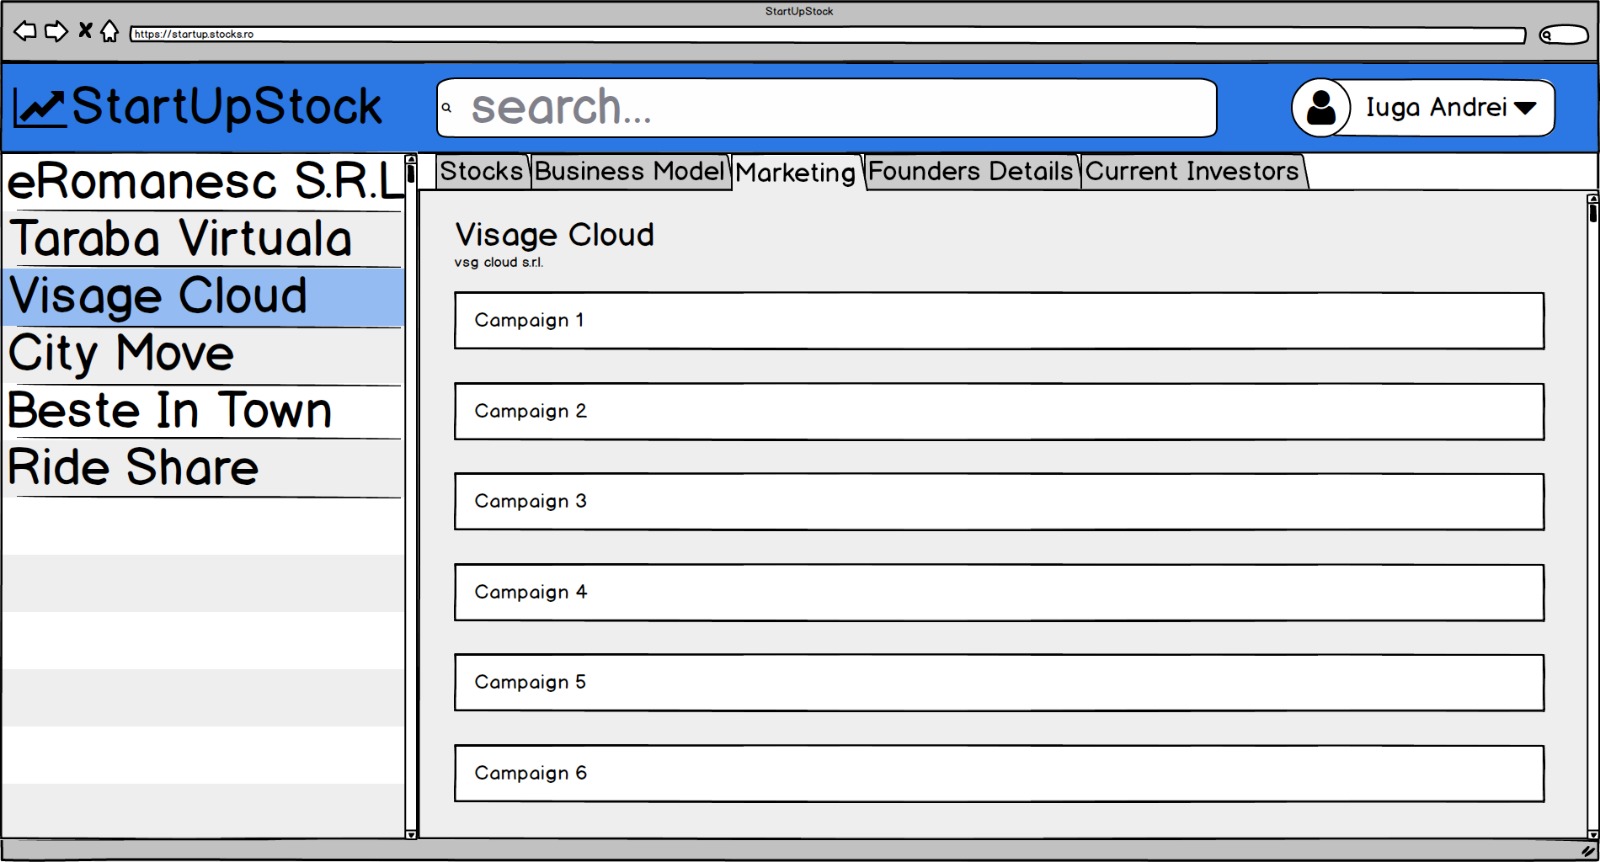 StartUpStock
https://startup.stocks.ro
StartUpStock
search...
Iuga Andrei
eRomanesc S.R.L
Taraba Virtuala
Visage Cloud
City Move
Beste In Town
Ride Share
Stocks Business Model Marketing Founders Details Current Investors
Visage Cloud
vsg cloud s.r.l.
Campaign 1
Campaign 2
Campaign 3
Campaign 4
Campaign 5
Campaign 6